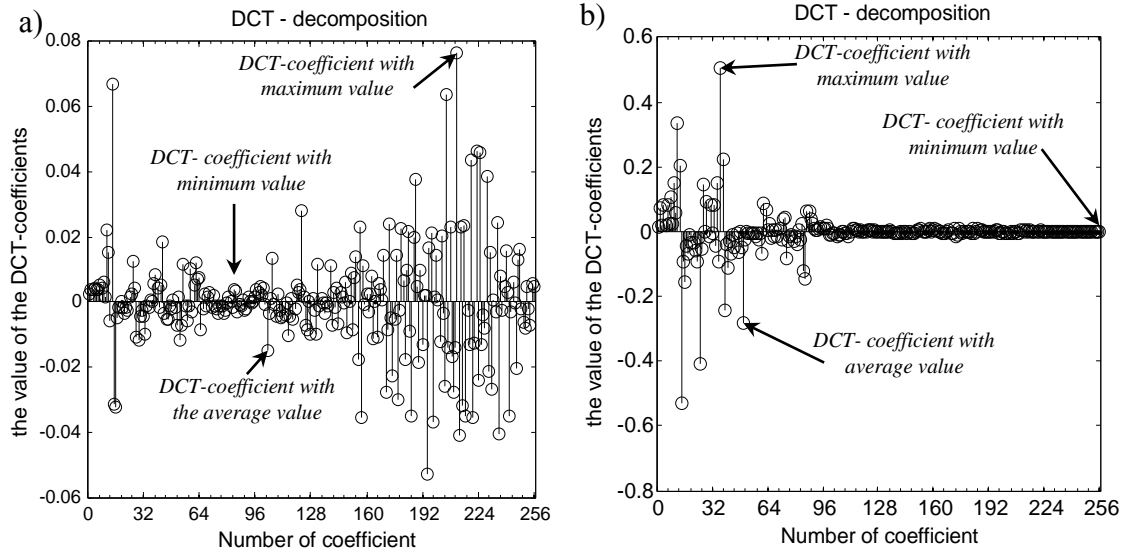 a)
DCT - decomposition
the value of the DCT-coefficients
0.08
0.06
0.04
0.02
0
-0.02
-0.04
-0.06
DCT-coefficient with
maximum value
DCT- coefficient with
minimum value
DCT-coefficient with
the average value
0 32 64 96 128 160 192 224 256
Number of coefficient
b)
DCT - decomposition
the value of the DCT-coefficients
0.6
0.4
0.2
0
-0.2
-0.4
-0.6
-0.8
DCT-coefficient with
maximum value
DCT- coefficient with
minimum value
DCT- coefficient with
average value
0 32 64 96 128 160 192 224 256
Number of coefficient